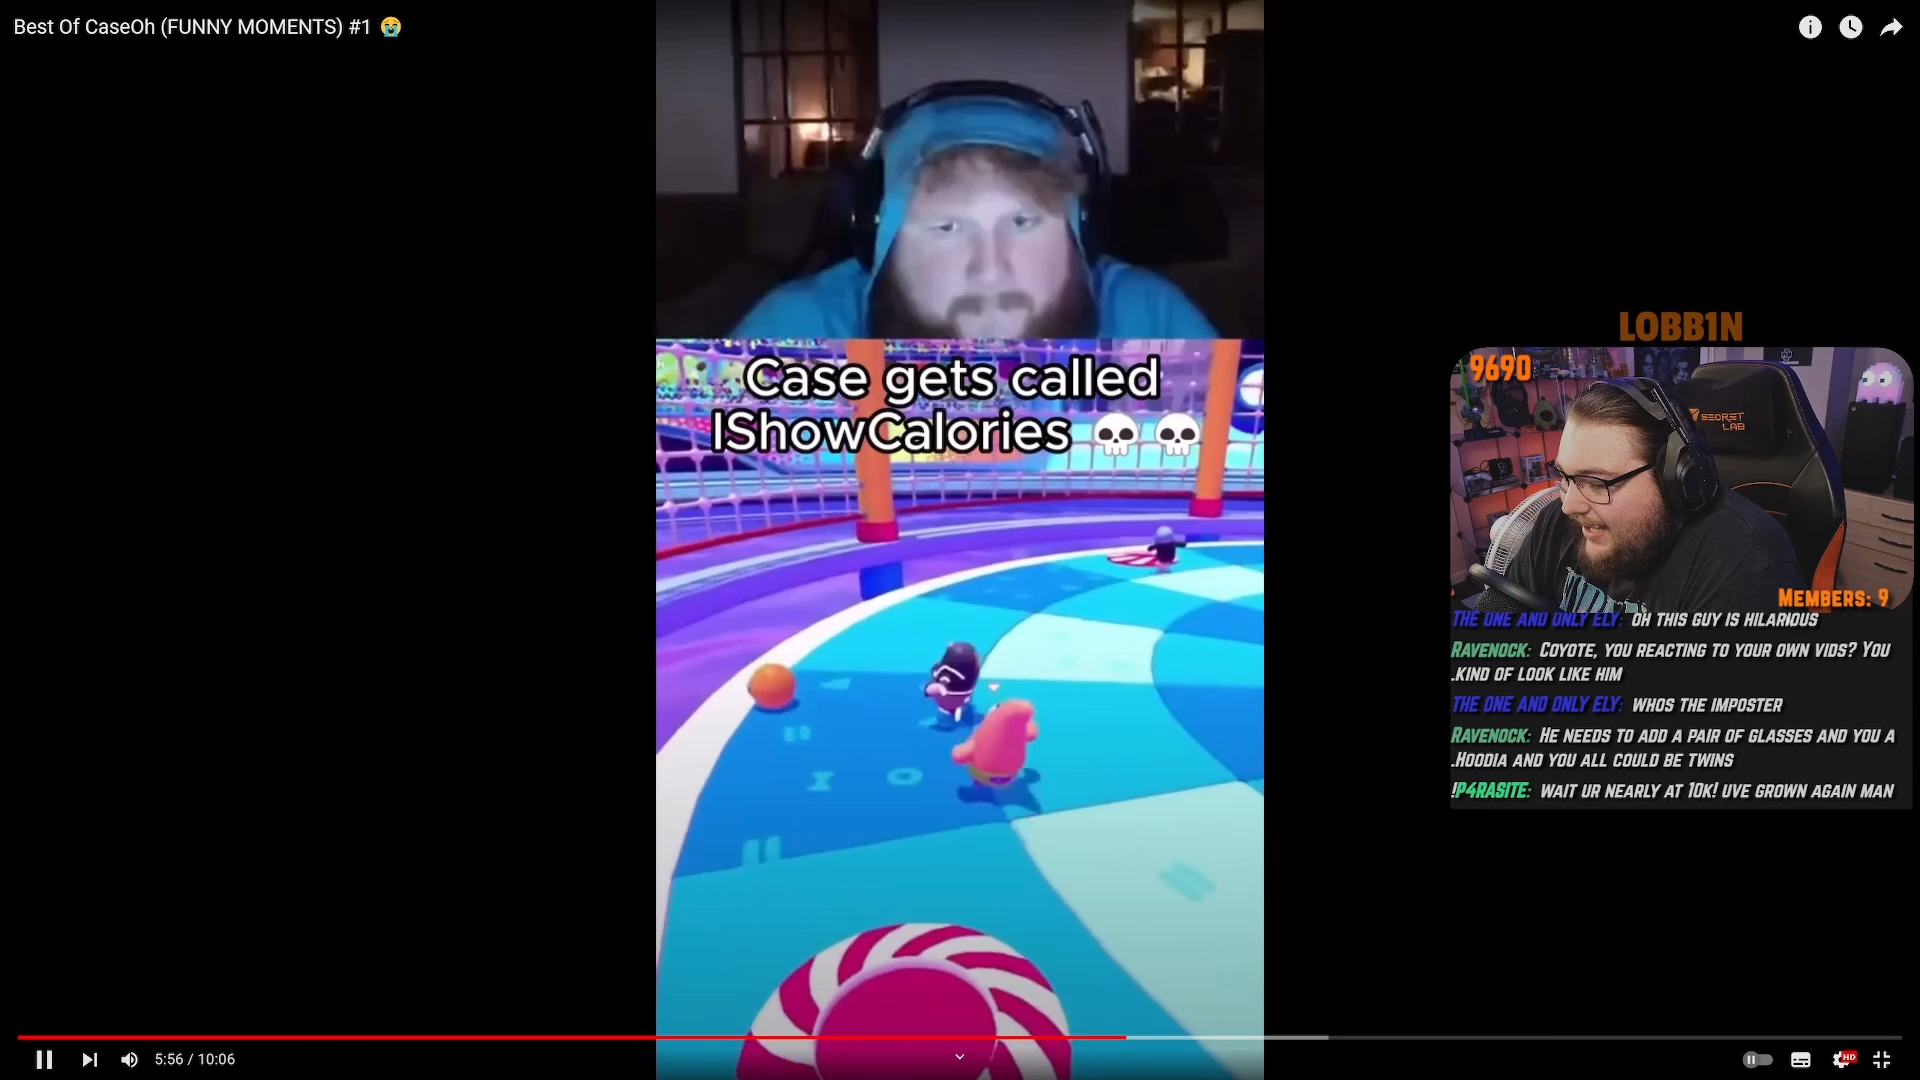 Best Of CaseOh (FUNNY MOMENTS) #1 😭
Case gets called
IShowCalories 💀 💀
LOBB1N
9690
SECRET
LAB
MEMBERS: 9
THE ONE AND ONLY ELY: OH THIS GUY IS HILARIOUS
RAVENOCK: COYOTE, YOU REACTING TO YOUR OWN VIDS? YOU
.KIND OF LOOK LIKE HIM
THE ONE AND ONLY ELY: WHOS THE IMPOSTER
RAVENOCK: HE NEEDS TO ADD A PAIR OF GLASSES AND YOU A
.HOODIA AND YOU ALL COULD BE TWINS
!P4RASITE: WAIT UR NEARLY AT 10K! UVE GROWN AGAIN MAN
5:56 / 10:06
HD